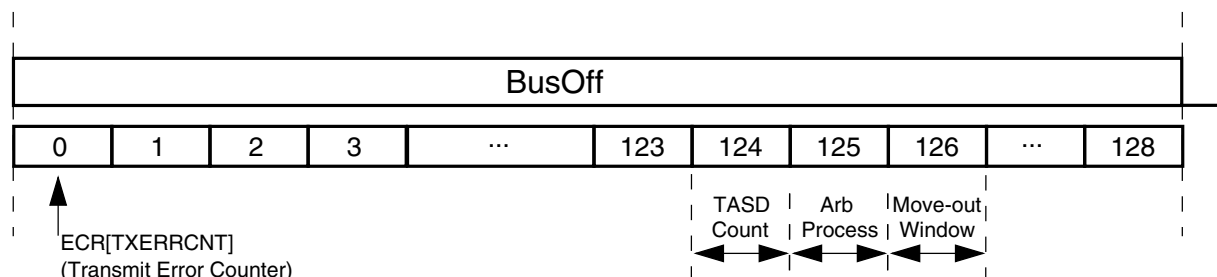 BusOff
0 1 2 3 ... 123 124 125 126 ... 128
TASD Arb Move-out
Count Process Window
ECR[TXERRCNT]
(Transmit Error Counter)